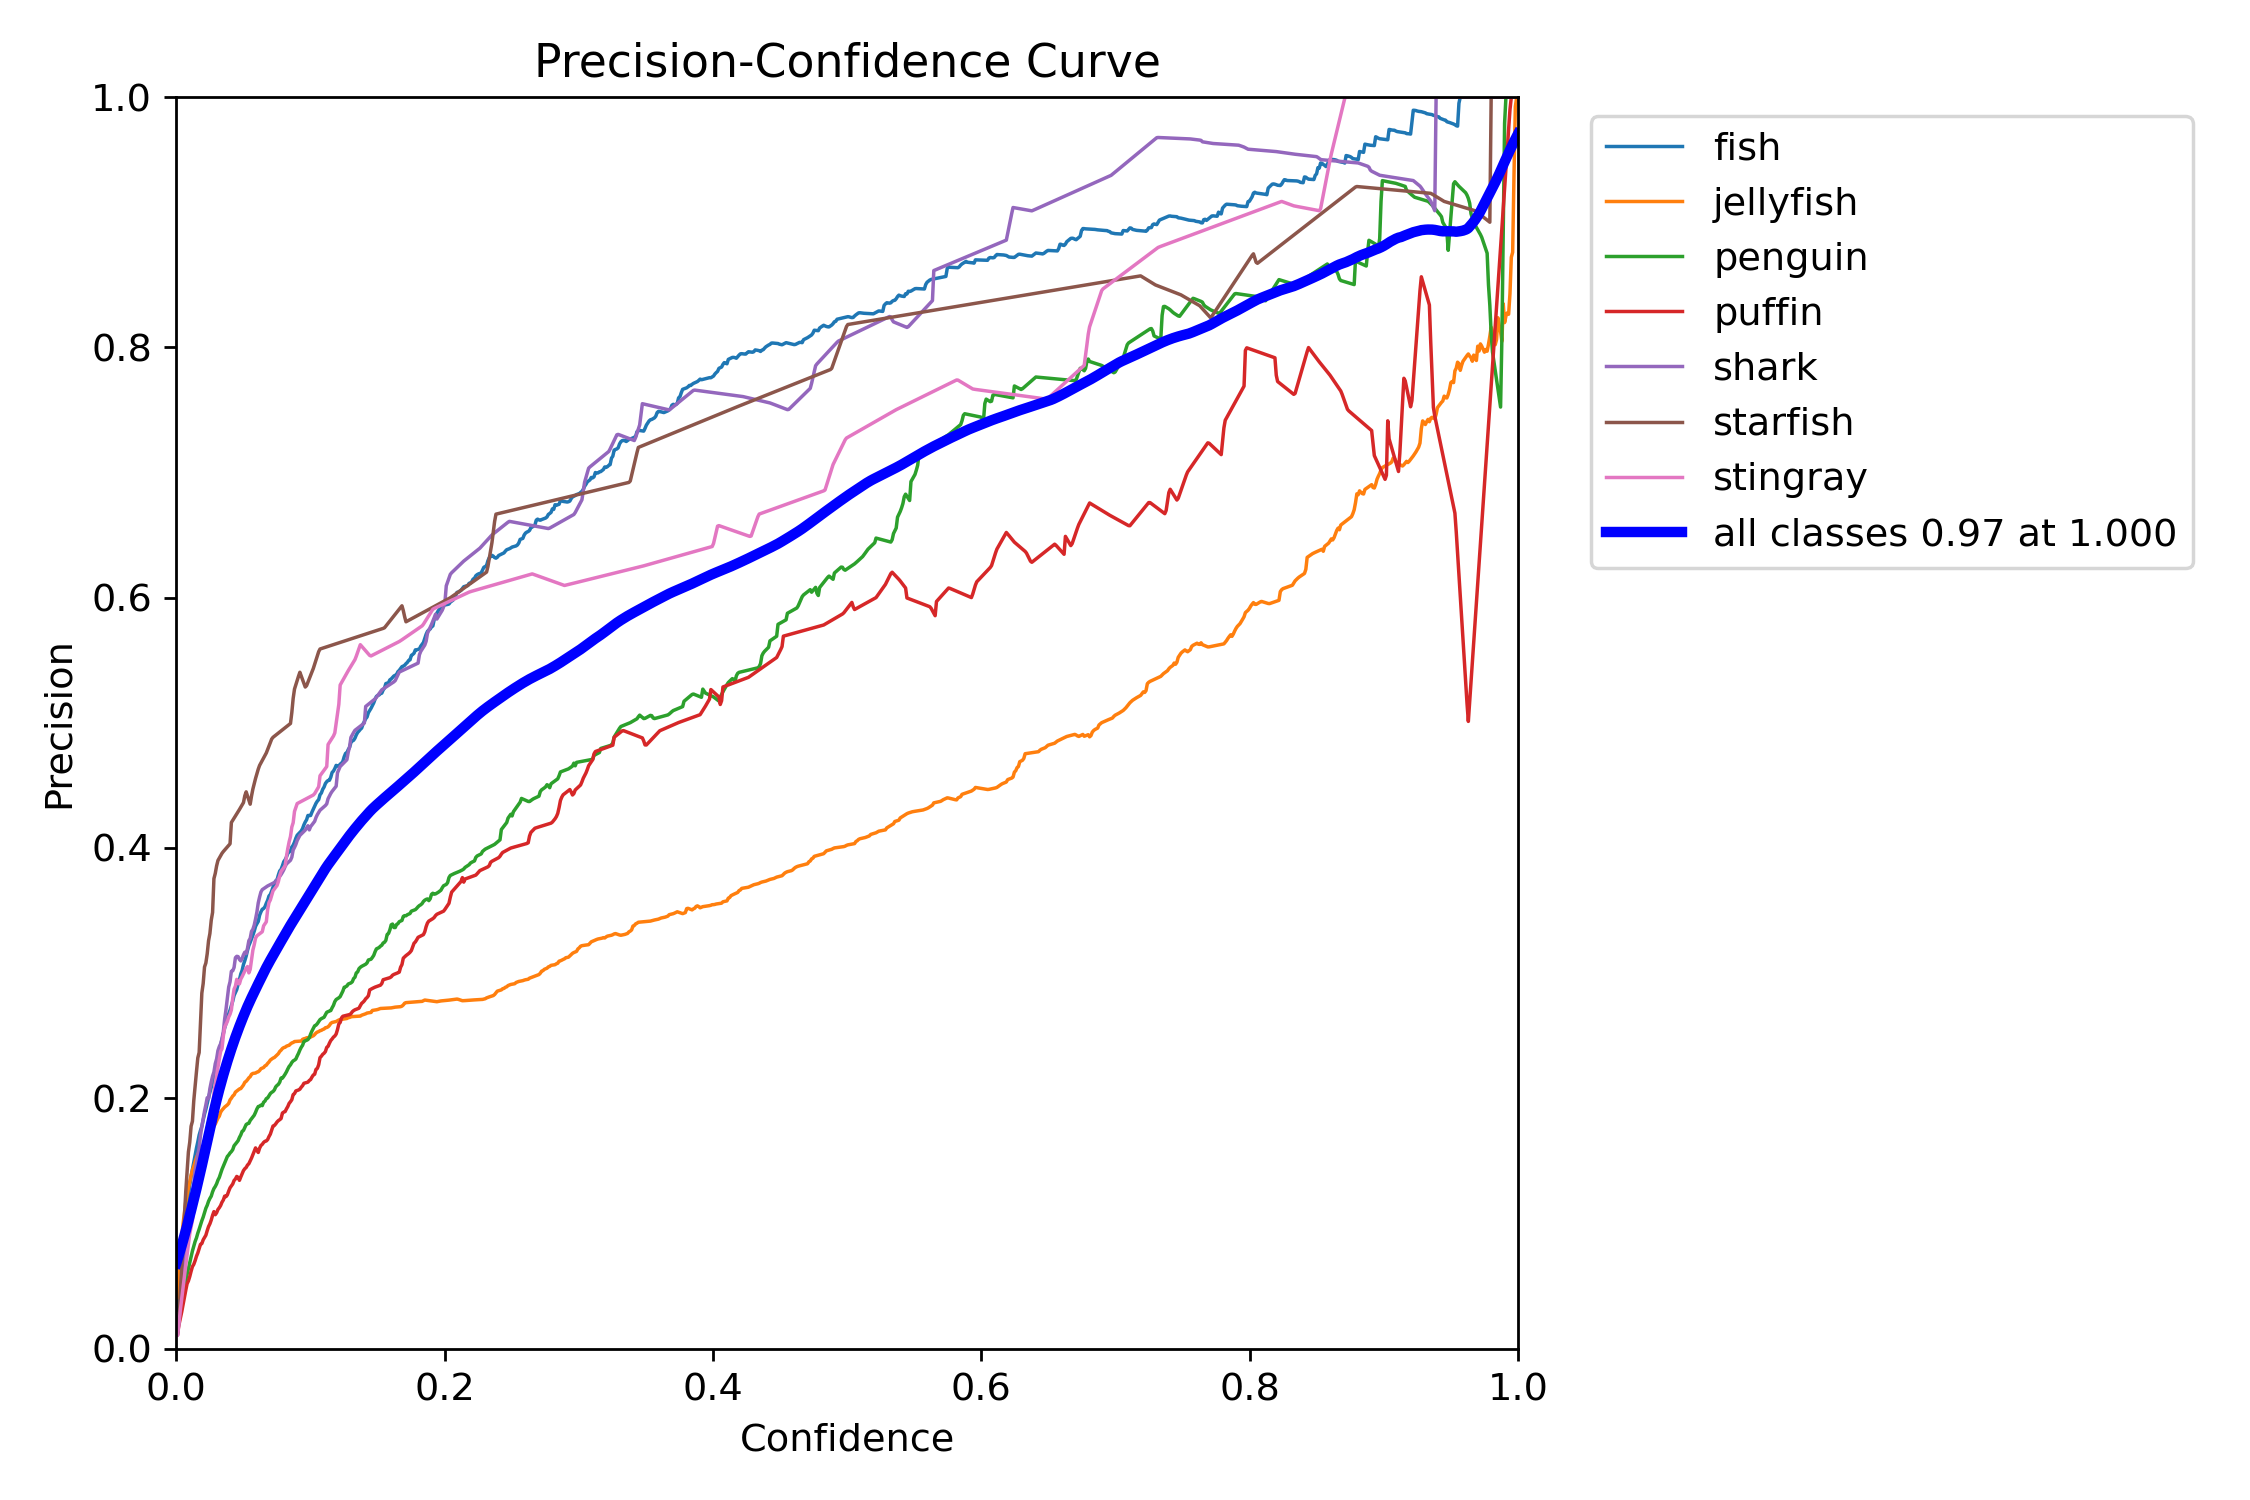 Precision-Confidence Curve
1.0
0.8
0.6
0.4
0.2
0.0
Precision
0.0 0.2 0.4 0.6 0.8 1.0
Confidence
fish
jellyfish
penguin
puffin
shark
starfish
stingray
all classes 0.97 at 1.000